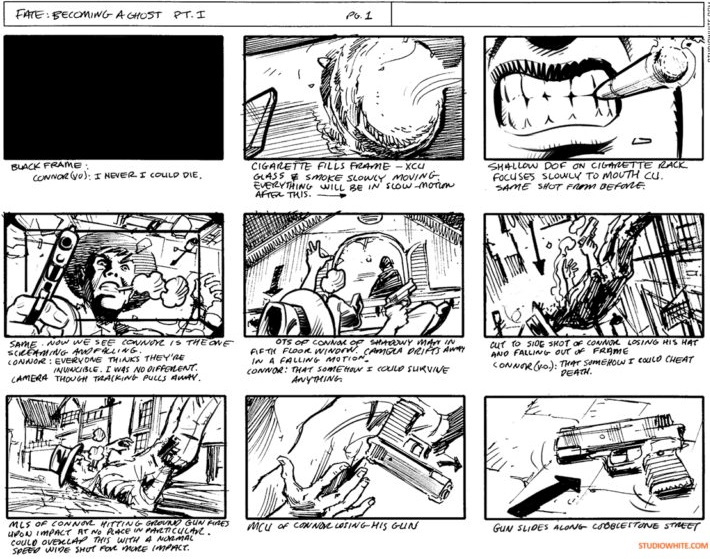 FATE: BECOMING A GHOST PT. I
PG. 1
BLACK FRAME:
CONNOR (VO): I NEVER I COULD DIE.
CIGARETTE FILLS FRAME - XCU
GLASS & SMOKE SLOWLY MOVING
EVERYTHING WILL BE IN SLOW-MOTION
AFTER THIS.
SHALLOW DOF ON CIGARETTE RACK
FOCUSES SLOWLY TO MOUTH CU.
SAME SHOT FROM BEFORE.
SAME. NOW WE SEE CONNOR IS THE ONE
SCREAMING AND FALLING.
CONNOR: EVERYONE THINKS THEY'RE
INVINCIBLE. I WAS NO DIFFERENT.
CAMERA THOUGH TRACKING PULLS AWAY.
OTS OF CONNOR OF SHADOWY MAN IN
FIFTH FLOOR WINDOW. CAMERA DRIFTS AWAY
IN A FALLING MOTION.
CONNOR: THAT SOMEHOW I COULD SURVIVE
ANYTHING.
CUT TO SIDE SHOT OF CONNOR LOSING HIS HAT
AND FALLING OUT OF FRAME
CONNOR (VO.): THAT SOMEHOW I COULD CHEAT
DEATH.
MLS OF CONNOR HITTING GROUND GUN FIRES
UPON IMPACT AT NO PLACE IN PARTICULAR.
COULD OVERLAP THIS WITH A NORMAL
SPEED WIDE SHOT FOR MORE IMPACT.
MCU OF CONNOR LOSING HIS GUN
GUN SLIDES ALONG COBBLESTONE STREET
STUDIOWHITE.COM